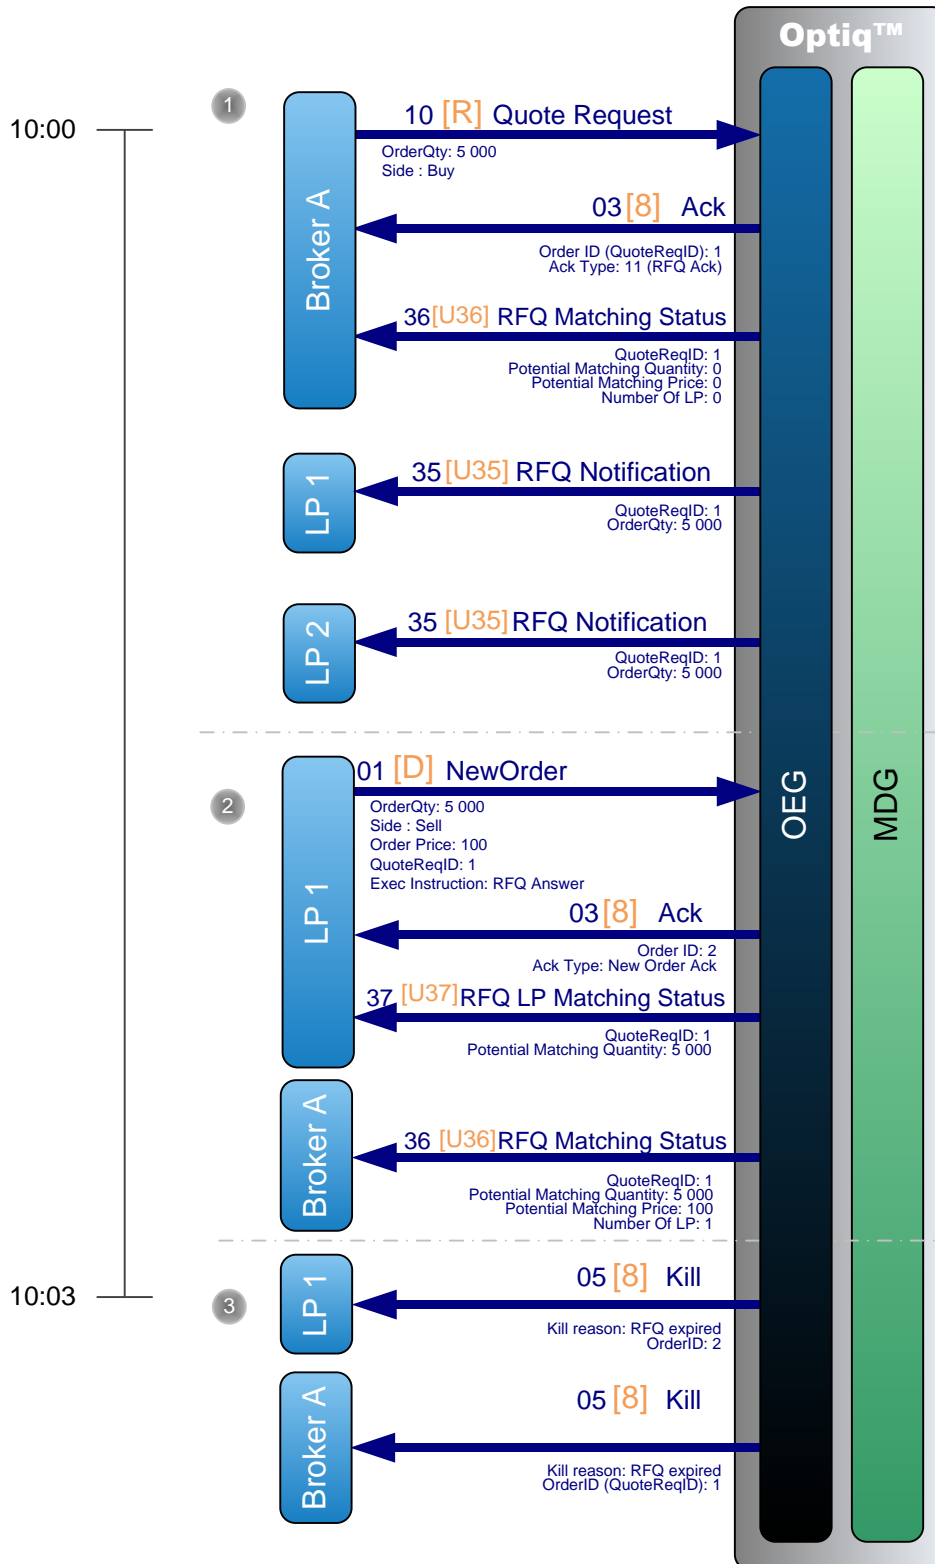 Optiq™
1
10:00
Broker A
10 [R] Quote Request
OrderQty: 5 000
Side : Buy
03 [8] Ack
Order ID (QuoteReqID): 1
Ack Type: 11 (RFQ Ack)
36 [U36] RFQ Matching Status
QuoteReqID: 1
Potential Matching Quantity: 0
Potential Matching Price: 0
Number Of LP: 0
LP 1
35 [U35] RFQ Notification
QuoteReqID: 1
OrderQty: 5 000
LP 2
35 [U35] RFQ Notification
QuoteReqID: 1
OrderQty: 5 000
OEG
MDG
2
LP 1
01 [D] NewOrder
OrderQty: 5 000
Side : Sell
Order Price: 100
QuoteReqID: 1
Exec Instruction: RFQ Answer
03 [8] Ack
Order ID: 2
Ack Type: New Order Ack
37 [U37] RFQ LP Matching Status
QuoteReqID: 1
Potential Matching Quantity: 5 000
Broker A
36 [U36] RFQ Matching Status
QuoteReqID: 1
Potential Matching Quantity: 5 000
Potential Matching Price: 100
Number Of LP: 1
10:03
3
LP 1
05 [8] Kill
Kill reason: RFQ expired
OrderID: 2
Broker A
05 [8] Kill
Kill reason: RFQ expired
OrderID (QuoteReqID): 1